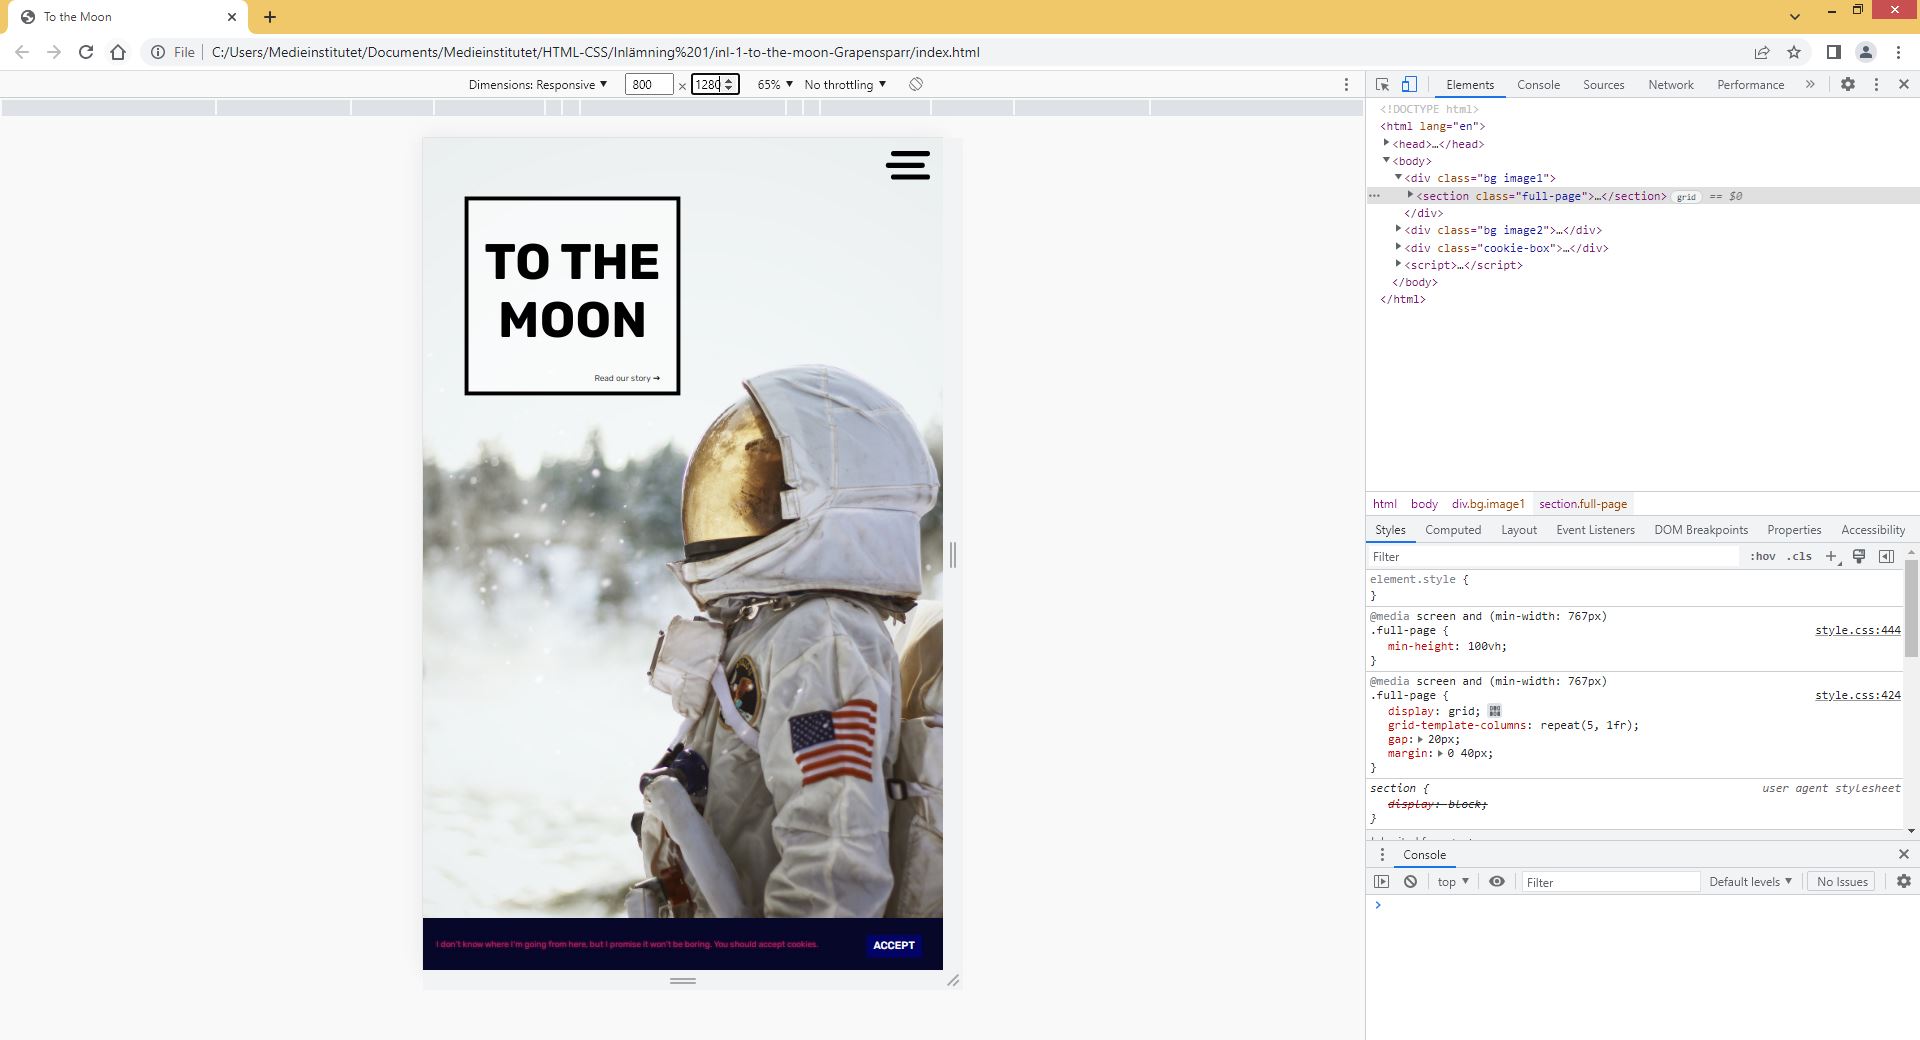 To the Moon
File
C:/Users/Medieinstitutet/Documents/Medieinstitutet/HTML-CSS/Inlämning%201/inl-1-to-the-moon-Grapensparr/index.html
Dimensions: Responsive ▼ 800 × 1280 65% ▼ No throttling ▼
TO THE
MOON
Read our story ➔
I don't know where I'm going from here, but I promise it won't be boring. You should accept cookies.
ACCEPT
Elements Console Sources Network Performance »
<!DOCTYPE html>
<html lang="en">
<head>…</head>
<body>
<div class="bg image1">
<section class="full-page">…</section> grid == $0
</div>
<div class="bg image2">…</div>
<div class="cookie-box">…</div>
<script>…</script>
</body>
</html>
html body div.bg.image1 section.full-page
Styles Computed Layout Event Listeners DOM Breakpoints Properties Accessibility
Filter :hov .cls
element.style {
}
@media screen and (min-width: 767px)
.full-page { style.css:444
min-height: 100vh;
}
@media screen and (min-width: 767px)
.full-page { style.css:424
display: grid;
grid-template-columns: repeat(5, 1fr);
gap: 20px;
margin: 0 40px;
}
section { user agent stylesheet
display: block;
}
Console
top ▼ Filter Default levels ▼ No Issues